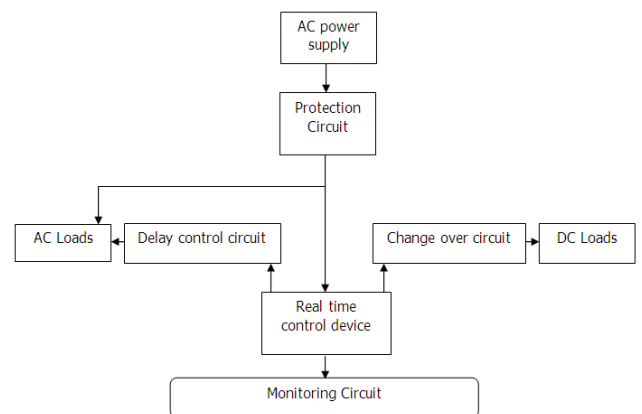 AC power
supply
Protection
Circuit
AC Loads
Delay control circuit
Change over circuit
DC Loads
Real time
control device
Monitoring Circuit